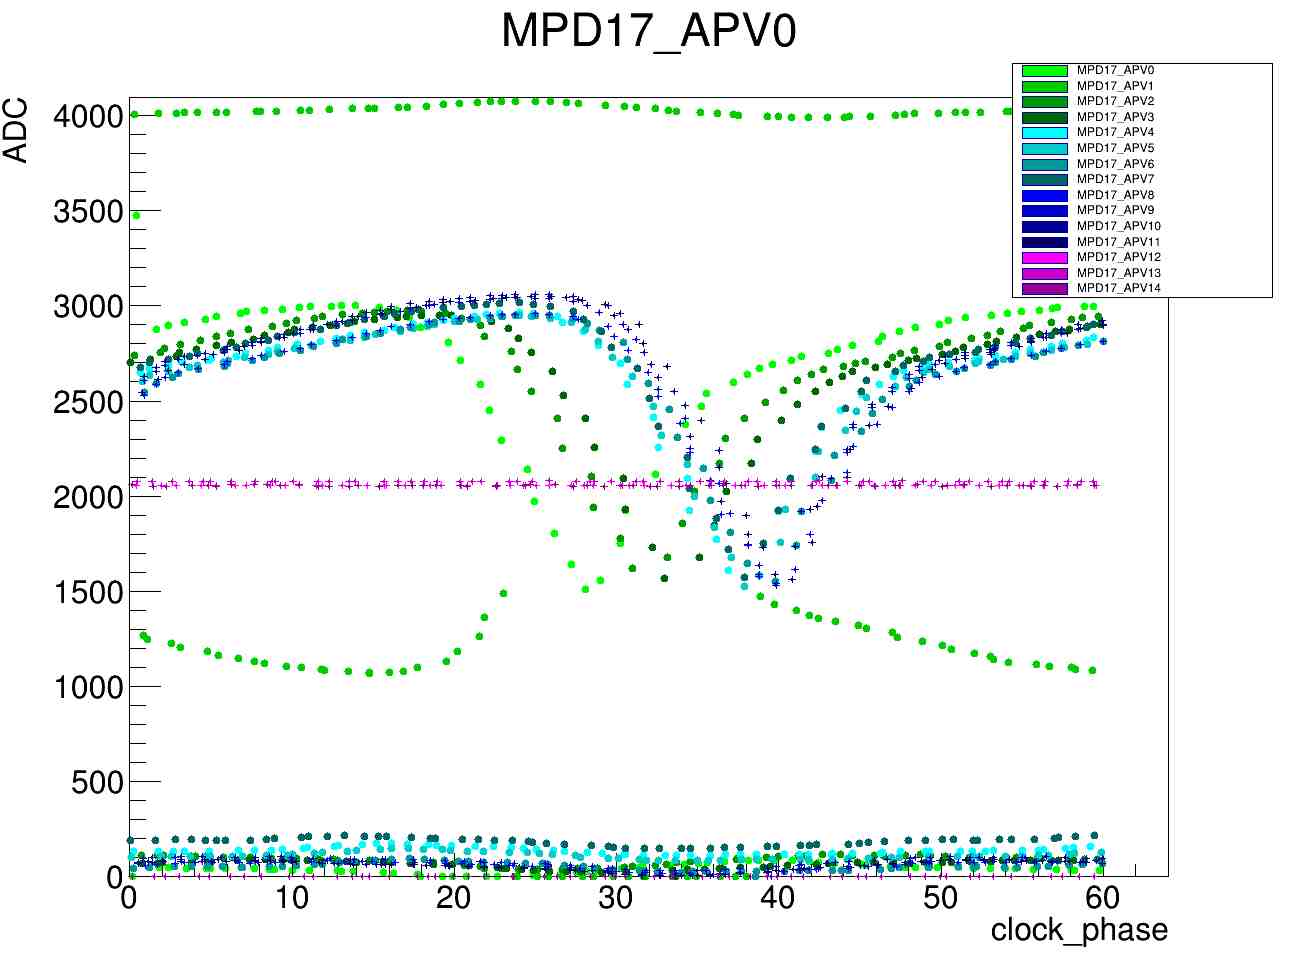 MPD17_APV0
ADC
4000
3500
3000
2500
2000
1500
1000
500
0
0 10 20 30 40 50 60
clock_phase
MPD17_APV0
MPD17_APV1
MPD17_APV2
MPD17_APV3
MPD17_APV4
MPD17_APV5
MPD17_APV6
MPD17_APV7
MPD17_APV8
MPD17_APV9
MPD17_APV10
MPD17_APV11
MPD17_APV12
MPD17_APV13
MPD17_APV14